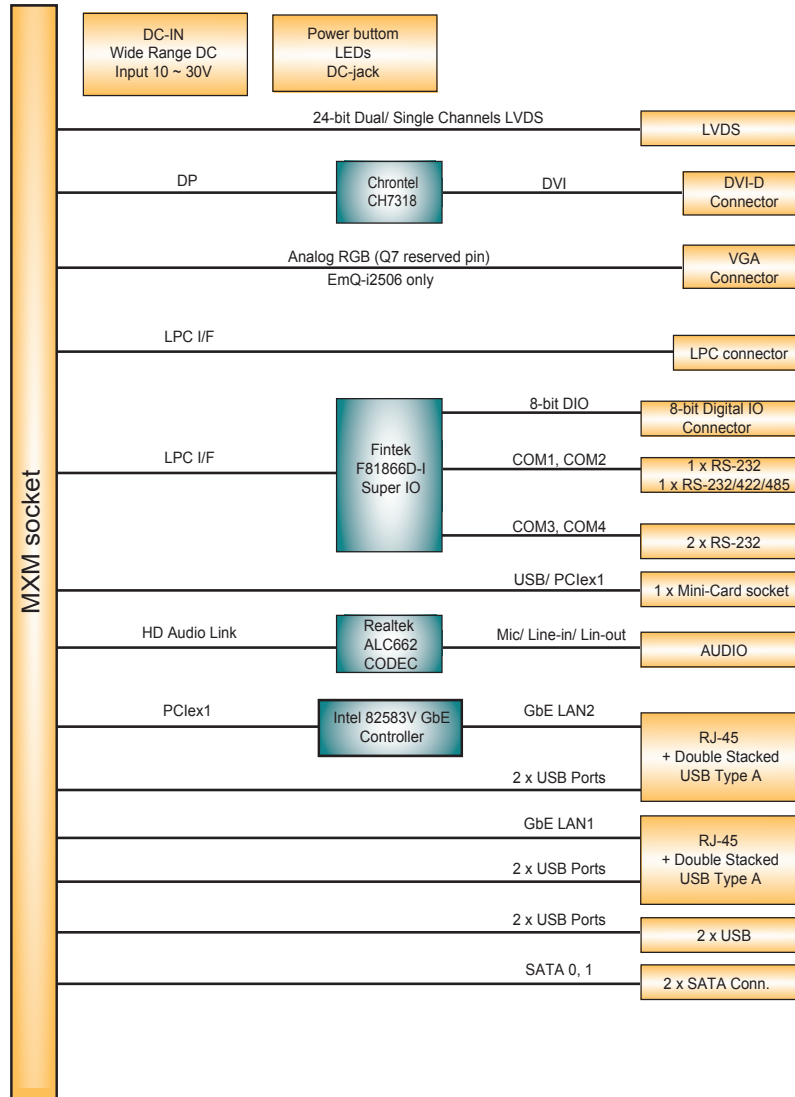 DC-IN
Wide Range DC
Input 10 ~ 30V
Power buttom
LEDs
DC-jack
24-bit Dual/ Single Channels LVDS
LVDS
DP
Chrontel
CH7318
DVI
DVI-D
Connector
Analog RGB (Q7 reserved pin)
EmQ-i2506 only
VGA
Connector
LPC I/F
LPC connector
MXM socket
LPC I/F
Fintek
F81866D-I
Super IO
8-bit DIO
8-bit Digital IO
Connector
COM1, COM2
1 x RS-232
1 x RS-232/422/485
COM3, COM4
2 x RS-232
USB/ PCIex1
1 x Mini-Card socket
HD Audio Link
Realtek
ALC662
CODEC
Mic/ Line-in/ Lin-out
AUDIO
PCIex1
Intel 82583V GbE
Controller
GbE LAN2
2 x USB Ports
RJ-45
+ Double Stacked
USB Type A
GbE LAN1
2 x USB Ports
RJ-45
+ Double Stacked
USB Type A
2 x USB Ports
2 x USB
SATA 0, 1
2 x SATA Conn.